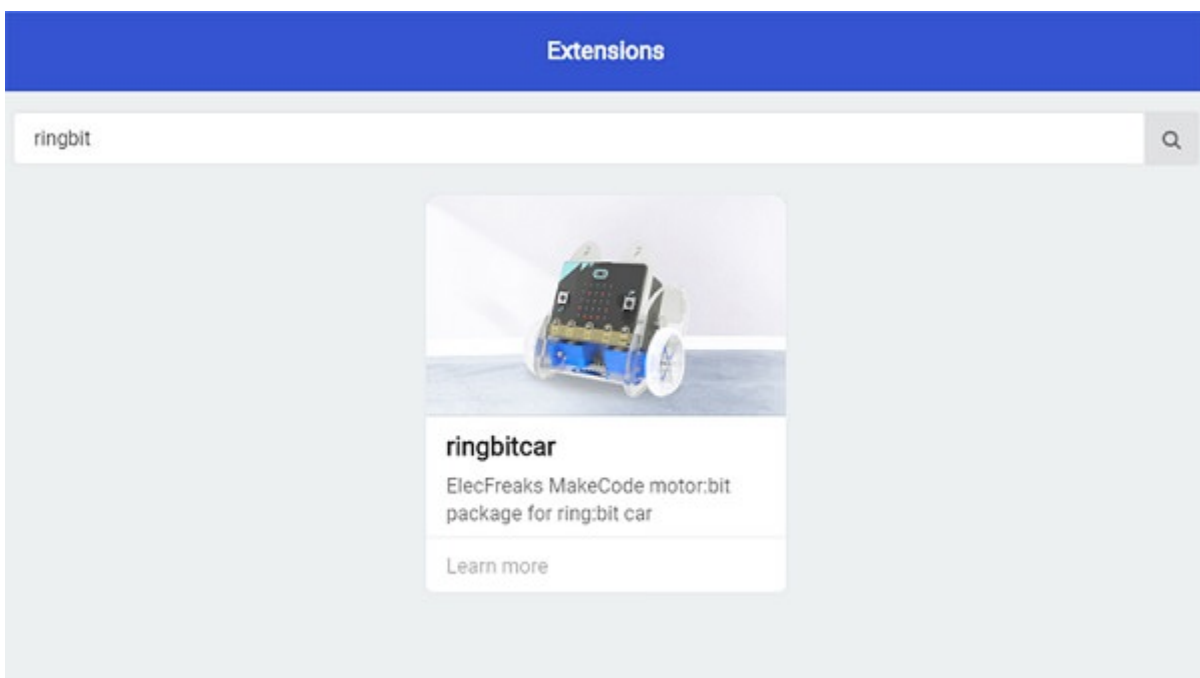 Extensions
ringbit
ringbitcar
ElecFreaks MakeCode motor:bit
package for ring:bit car
Learn more